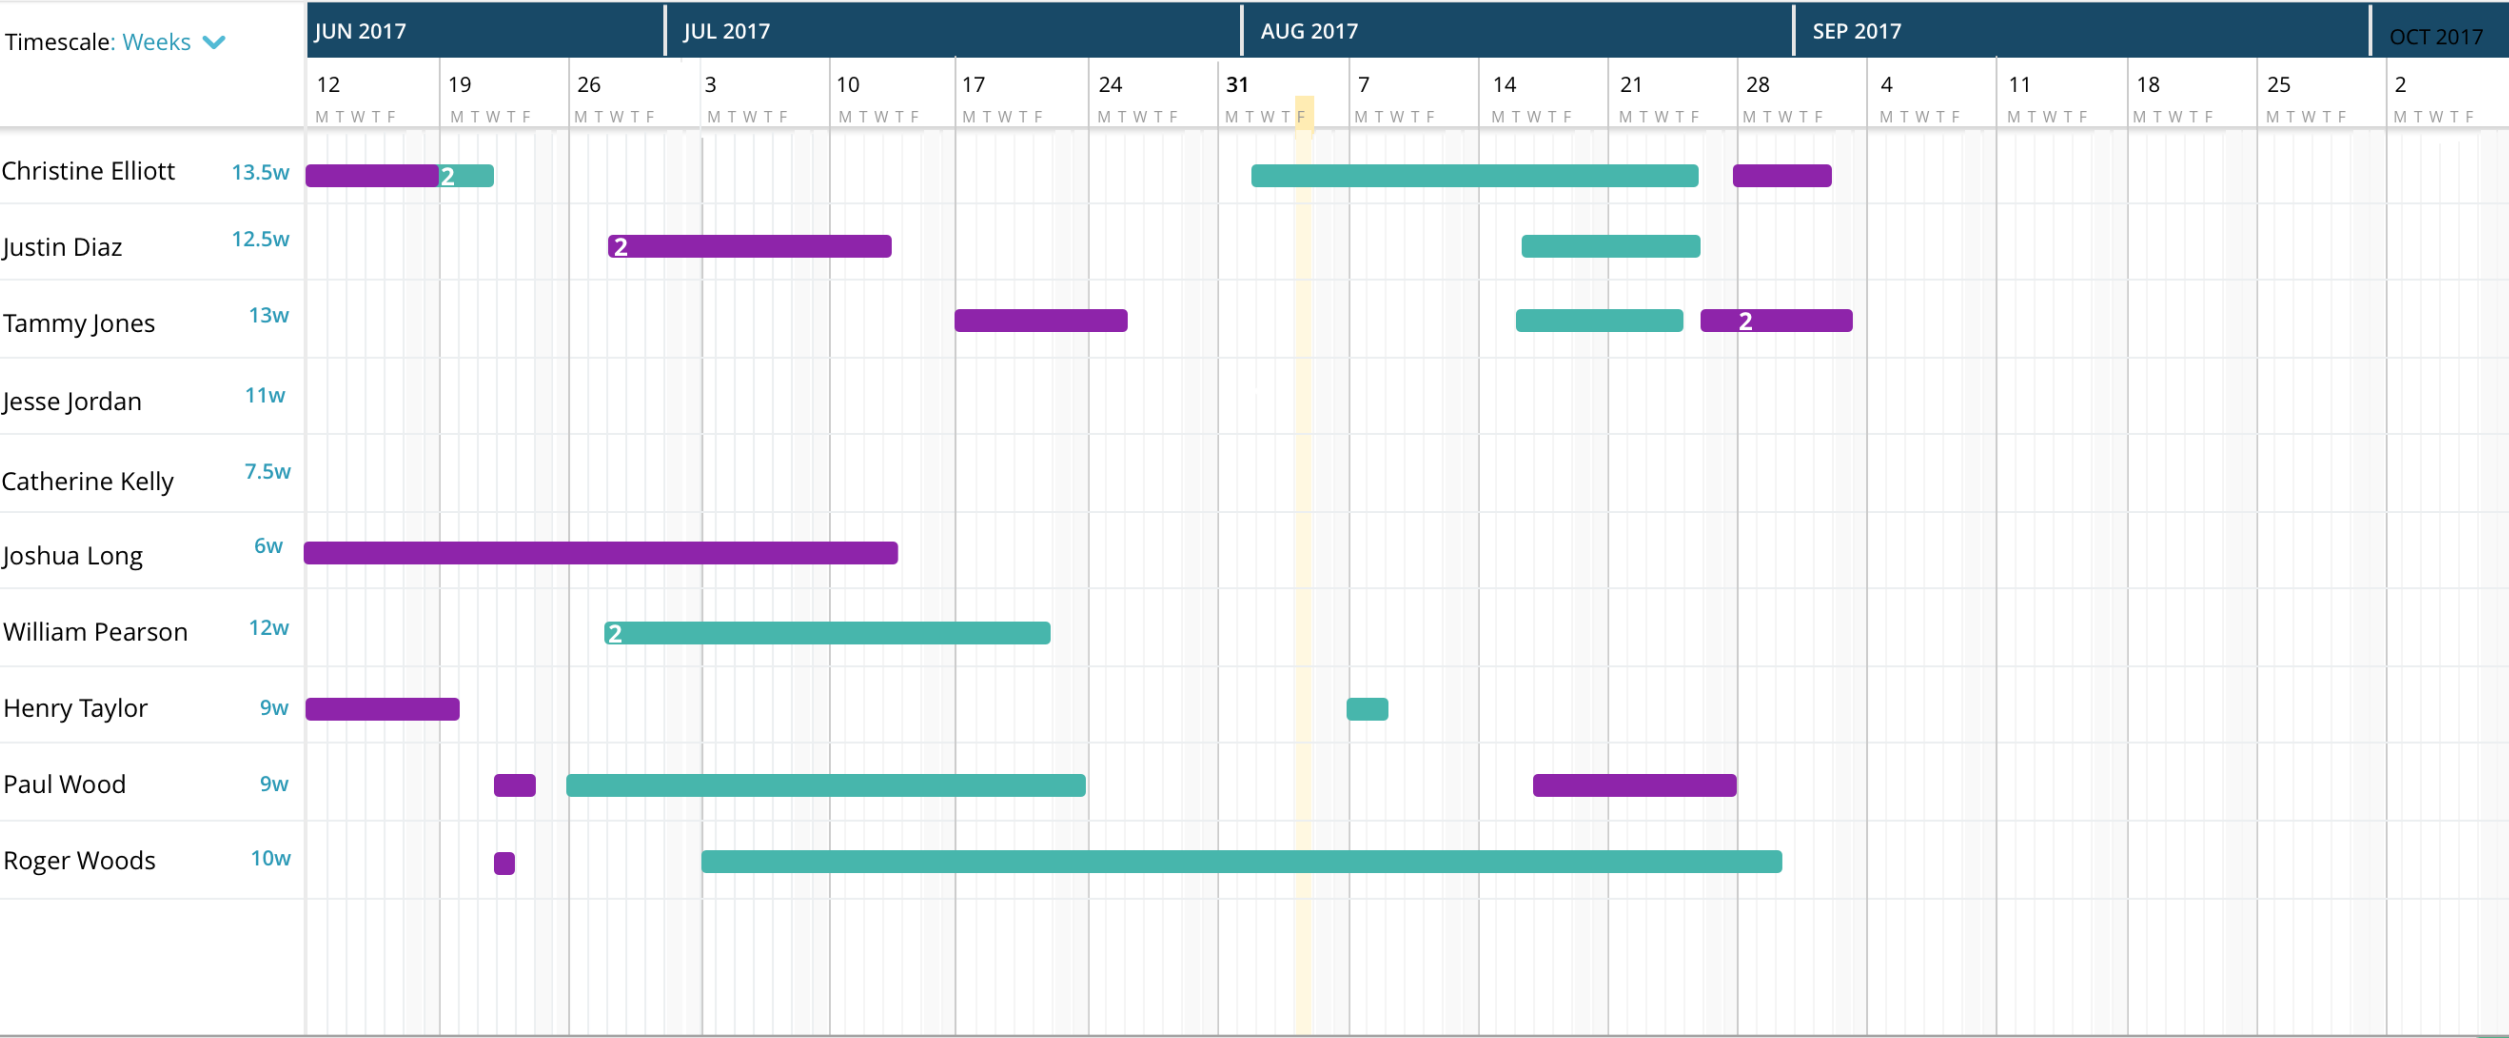 Timescale: Weeks
JUN 2017 JUL 2017 AUG 2017 SEP 2017 OCT 2017
12 19 26 3 10 17 24 31 7 14 21 28 4 11 18 25 2
M T W T F M T W T F M T W T F M T W T F M T W T F M T W T F M T W T F M T W T F M T W T F M T W T F M T W T F M T W T F M T W T F M T W T F M T W T F M T W T F M T W T F
Christine Elliott 13.5w 2
Justin Diaz 12.5w 2
Tammy Jones 13w 2
Jesse Jordan 11w
Catherine Kelly 7.5w
Joshua Long 6w
William Pearson 12w 2
Henry Taylor 9w
Paul Wood 9w
Roger Woods 10w